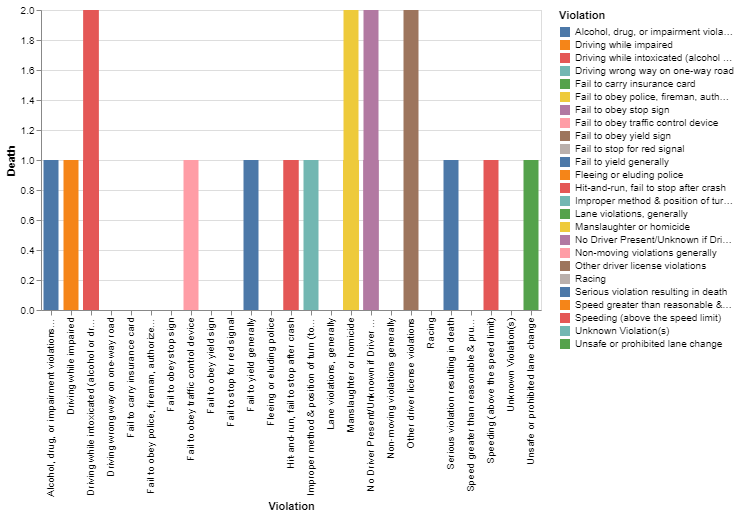 2.0
1.8
1.6
1.4
1.2
1.0
0.8
0.6
0.4
0.2
0.0
Death
Alcohol, drug, or impairment violations…
Driving while impaired
Driving while intoxicated (alcohol or dr…
Driving wrong way on one-way road
Fail to carry insurance card
Fail to obey police, fireman, authorize…
Fail to obey stop sign
Fail to obey traffic control device
Fail to obey yield sign
Fail to stop for red signal
Fail to yield generally
Fleeing or eluding police
Hit-and-run, fail to stop after crash
Improper method & position of turn (to…
Lane violations, generally
Manslaughter or homicide
No Driver Present/Unknown if Driver …
Non-moving violations generally
Other driver license violations
Racing
Serious violation resulting in death
Speed greater than reasonable & pru…
Speeding (above the speed limit)
Unknown Violation(s)
Unsafe or prohibited lane change
Violation
Violation
Alcohol, drug, or impairment viola…
Driving while impaired
Driving while intoxicated (alcohol …
Driving wrong way on one-way road
Fail to carry insurance card
Fail to obey police, fireman, auth…
Fail to obey stop sign
Fail to obey traffic control device
Fail to obey yield sign
Fail to stop for red signal
Fail to yield generally
Fleeing or eluding police
Hit-and-run, fail to stop after crash
Improper method & position of tur…
Lane violations, generally
Manslaughter or homicide
No Driver Present/Unknown if Dri…
Non-moving violations generally
Other driver license violations
Racing
Serious violation resulting in death
Speed greater than reasonable &…
Speeding (above the speed limit)
Unknown Violation(s)
Unsafe or prohibited lane change